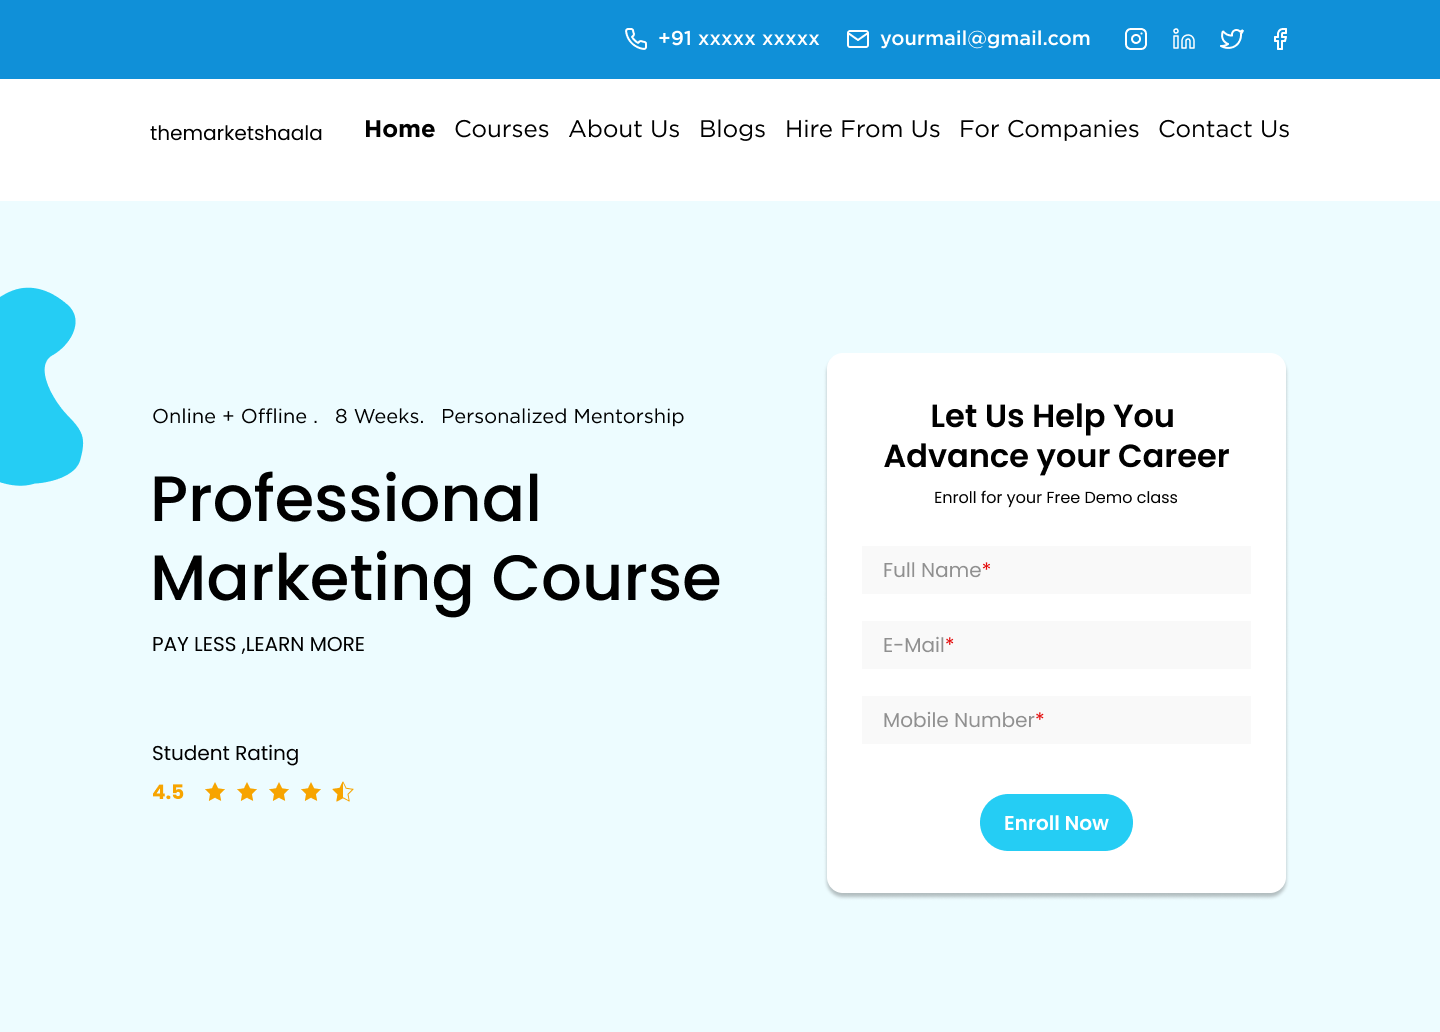 +91 xxxxx xxxxx yourmail@gmail.com
themarketshaala Home Courses About Us Blogs Hire From Us For Companies Contact Us
Online + Offline . 8 Weeks. Personalized Mentorship
Professional
Marketing Course
PAY LESS ,LEARN MORE
Student Rating
4.5
Let Us Help You
Advance your Career
Enroll for your Free Demo class
Full Name*
E-Mail*
Mobile Number*
Enroll Now